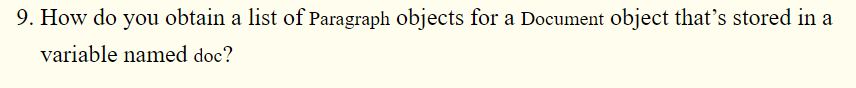 9. How do you obtain a list of Paragraph objects for a Document object that’s stored in a
variable named doc?